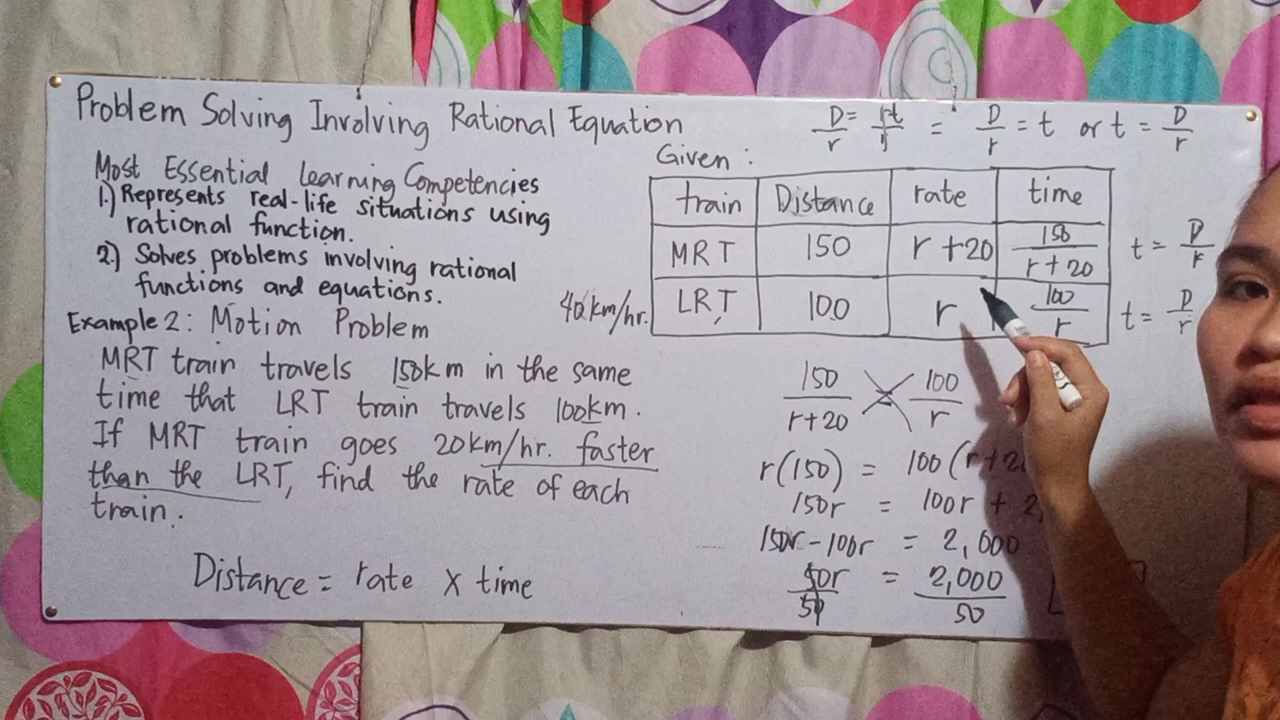 Problem Solving Involving Rational Equation
Most Essential Learning Competencies
1.) Represents real-life situations using
rational function.
2.) Solves problems involving rational
functions and equations.
Example 2: Motion Problem
MRT train travels 150km in the same
time that LRT train travels 100km.
If MRT train goes 20km/hr. faster
than the LRT, find the rate of each
train.
Distance = rate x time
D/r = rt/r = D/r = t or t = D/r
Given:
train Distance rate time
MRT 150 r+20 150/r+20 t = D/r
40km/hr. LRT 100 r 100/r t = D/r
150/r+20 = 100/r
r(150) = 100(r+2
150r = 100r + 2,
150r - 100r = 2,000
50r/50 = 2,000/50